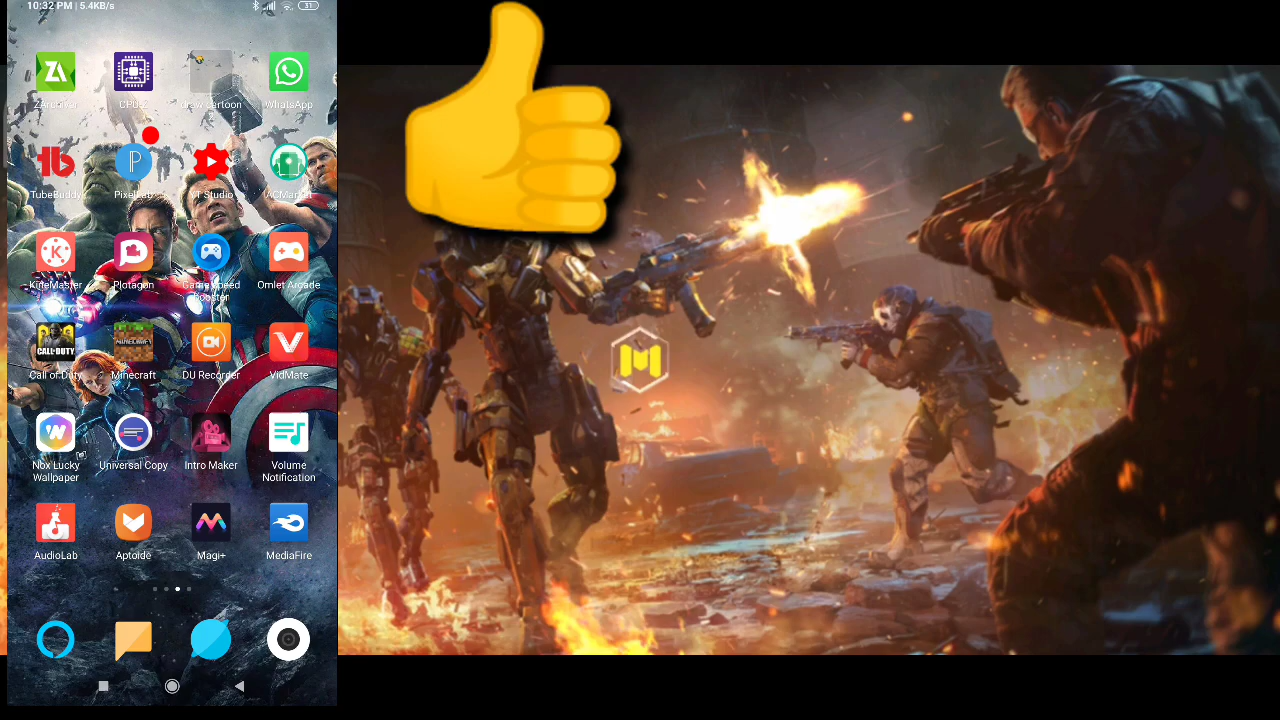 10:32 PM | 5.4KB/s
31
ZArchiver
CPU-Z
draw cartoon
2
WhatsApp
TubeBuddy
PixelLab
YT Studio
ACMarket
KineMaster
Plotagon
Game Speed
Booster
Omlet Arcade
CALL OF DUTY
Call of Duty
MINECRAFT
Minecraft
DU Recorder
VidMate
Nox Lucky
Wallpaper
Universal Copy
Intro Maker
Volume
Notification
AudioLab
Aptoide
Magi+
MediaFire